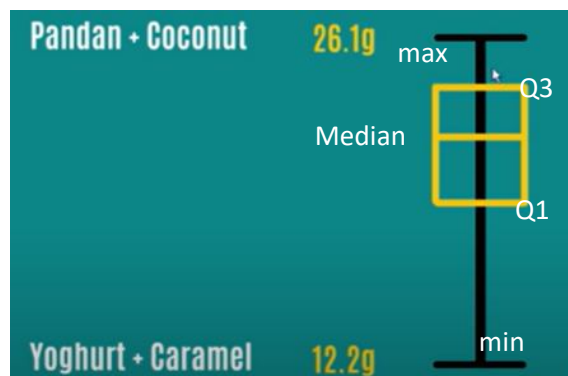 Pandan + Coconut 26.1g
max
Q3
Median
Q1
min
Yoghurt + Caramel 12.2g